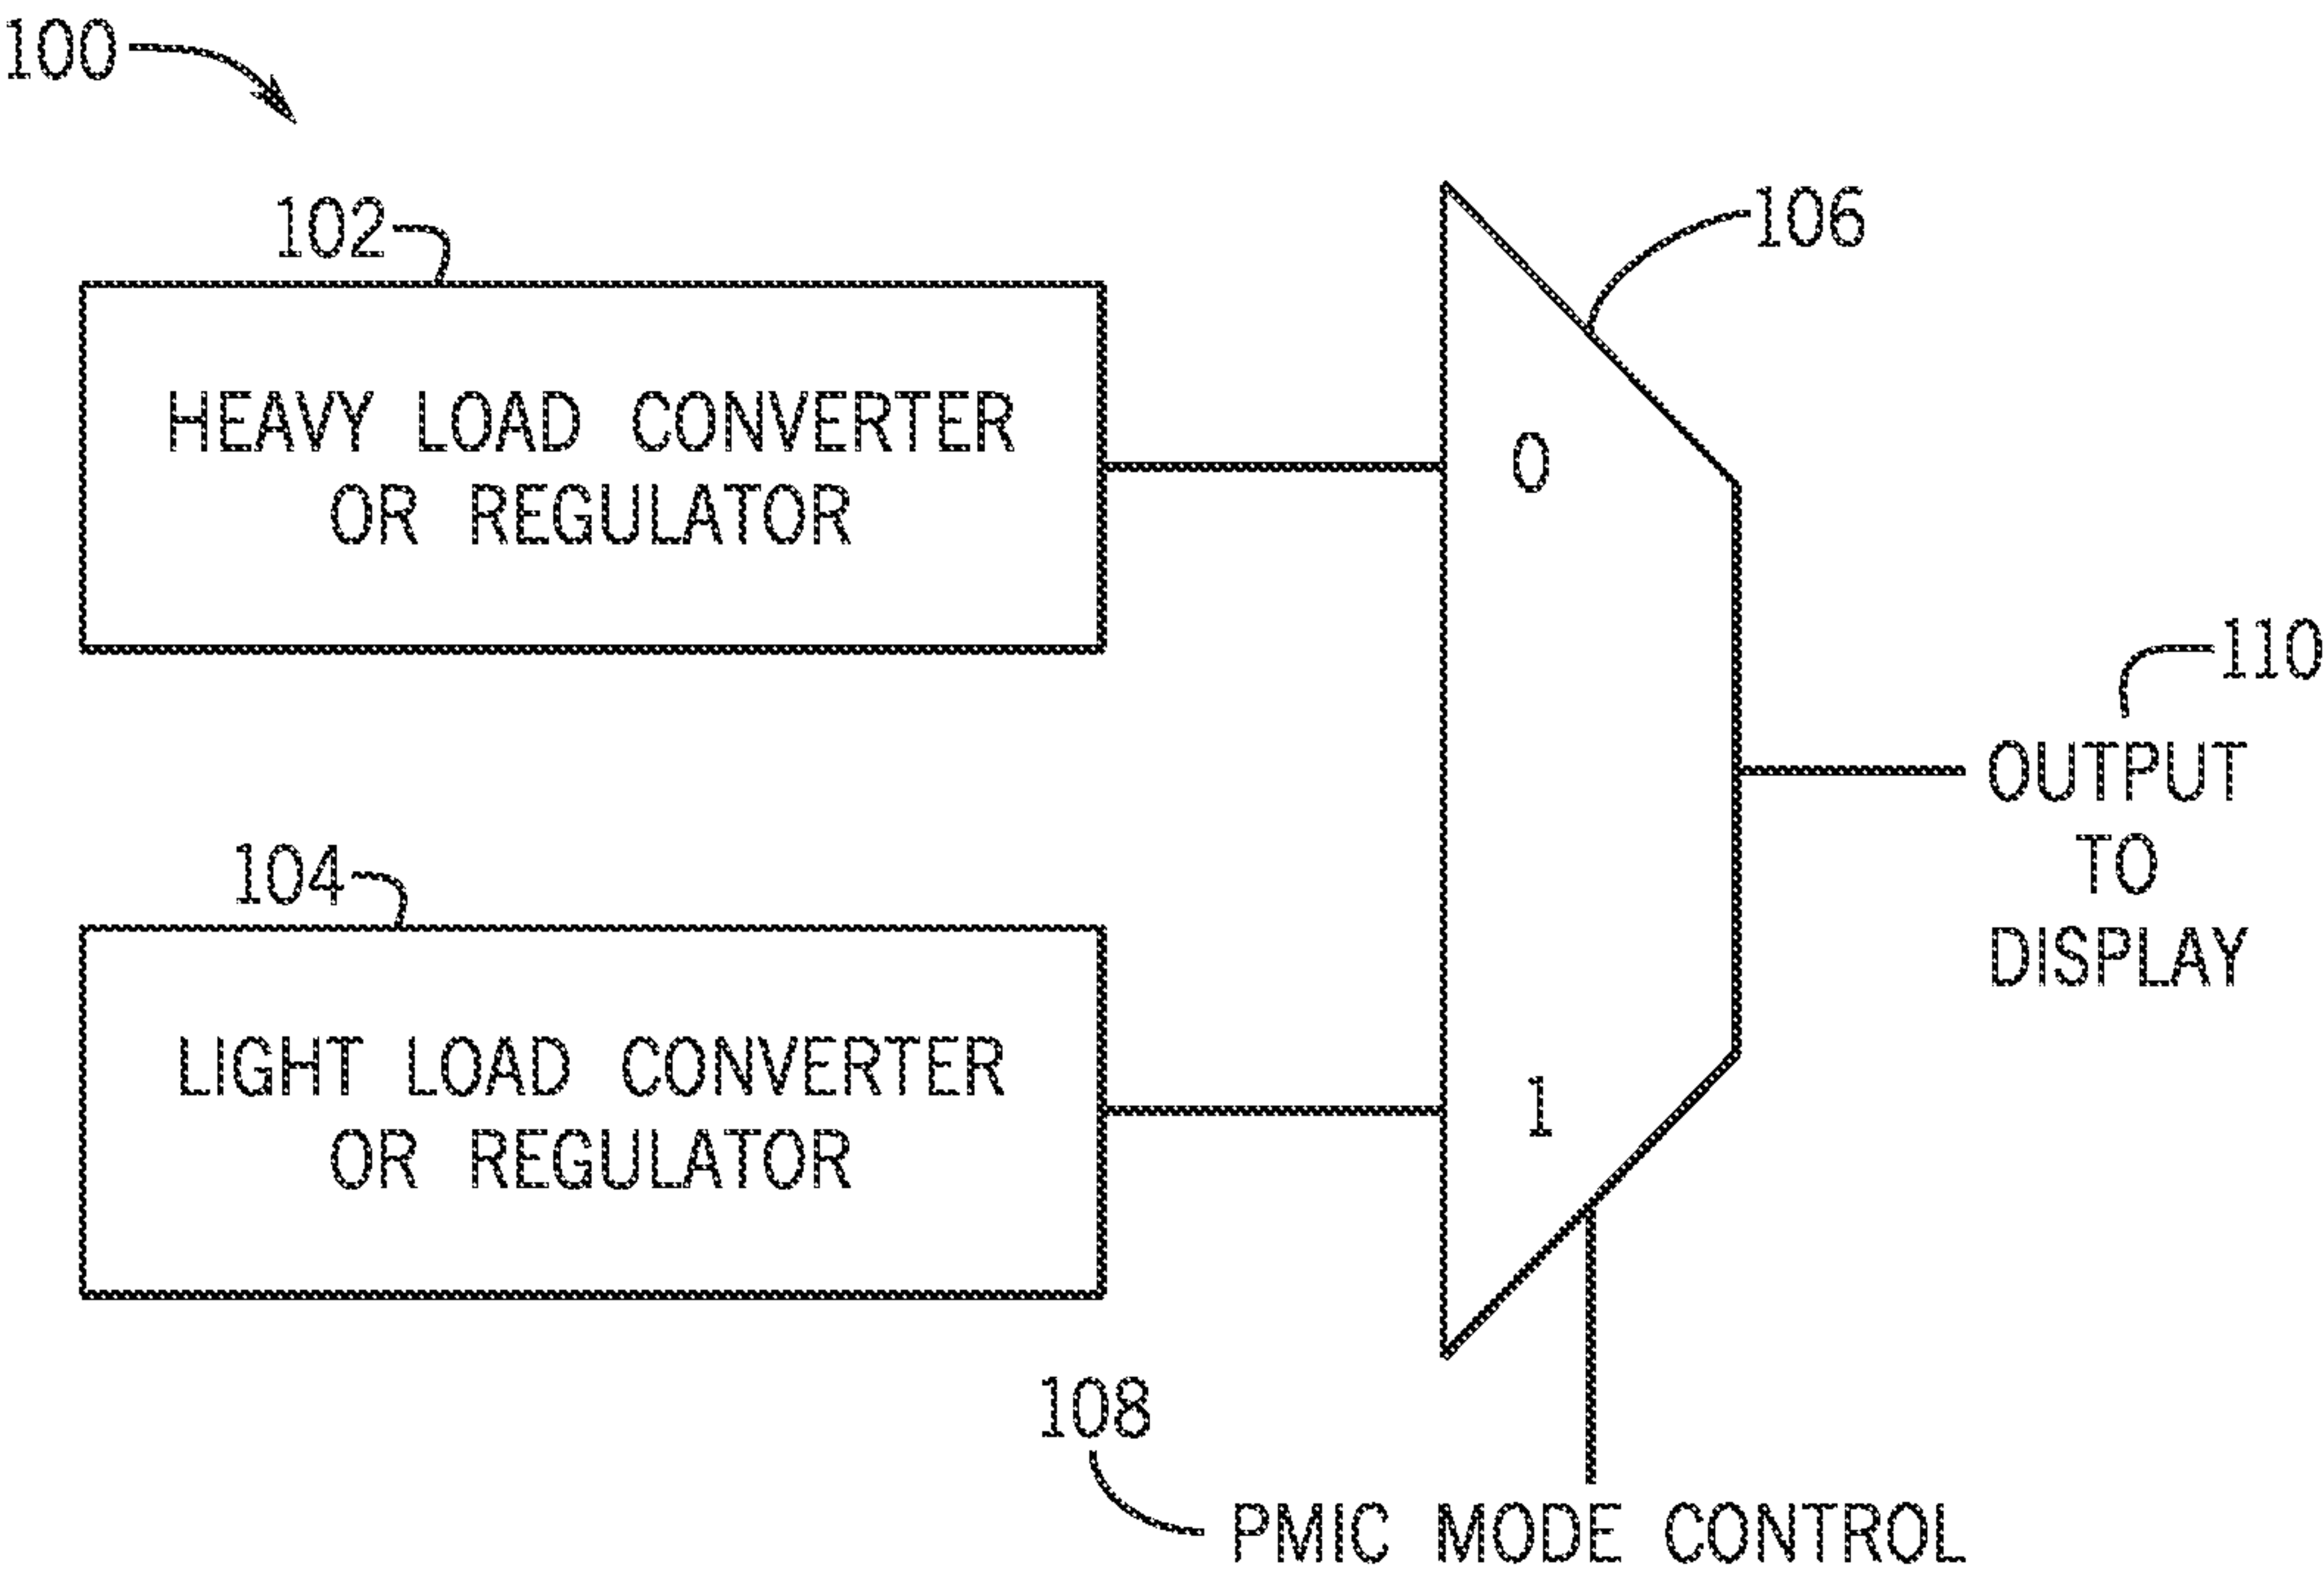 100
102
106
HEAVY LOAD CONVERTER
OR REGULATOR
0
110
OUTPUT
TO
DISPLAY
104
LIGHT LOAD CONVERTER
OR REGULATOR
1
108
PMIC MODE CONTROL